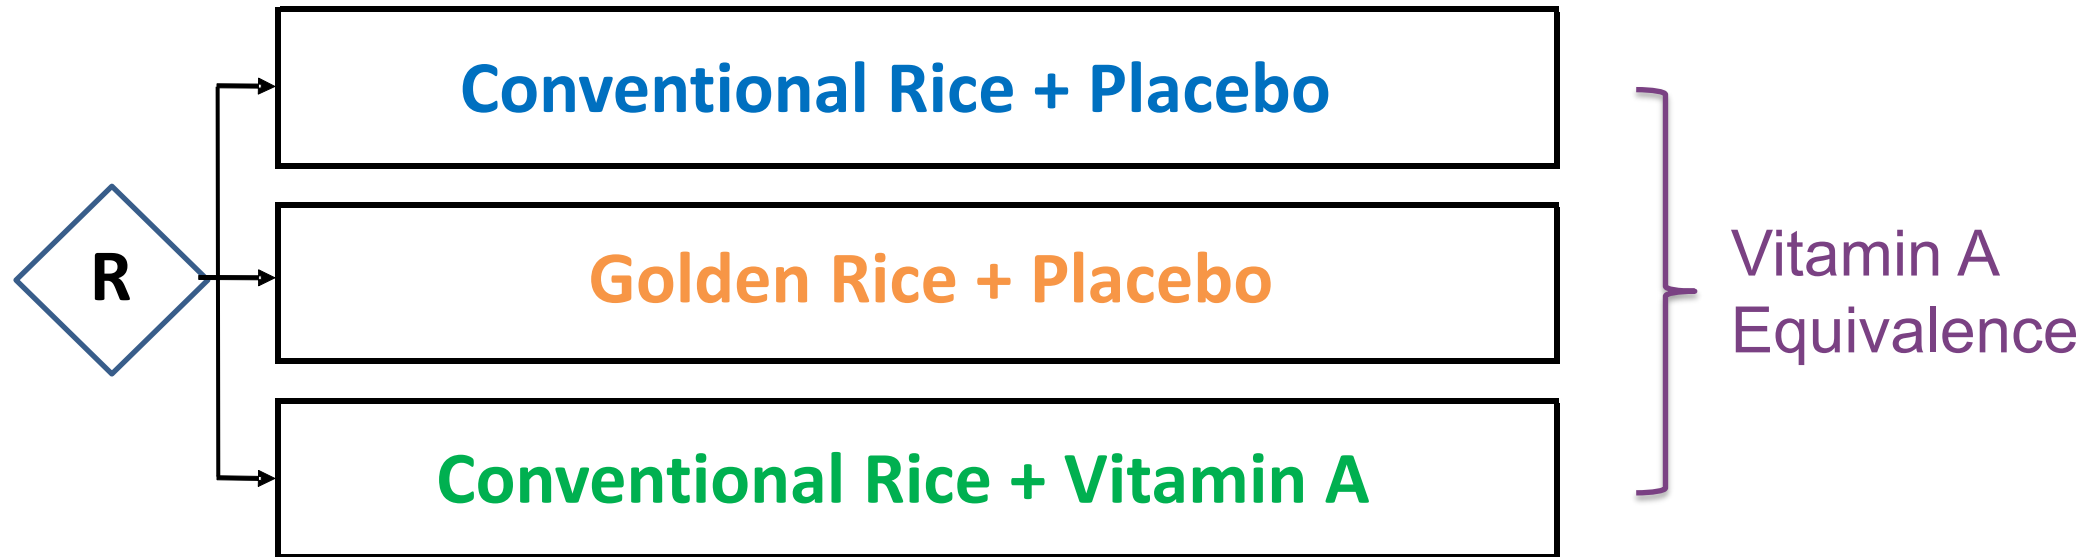 Conventional Rice + Placebo
R
Golden Rice + Placebo
Conventional Rice + Vitamin A
Vitamin A
Equivalence